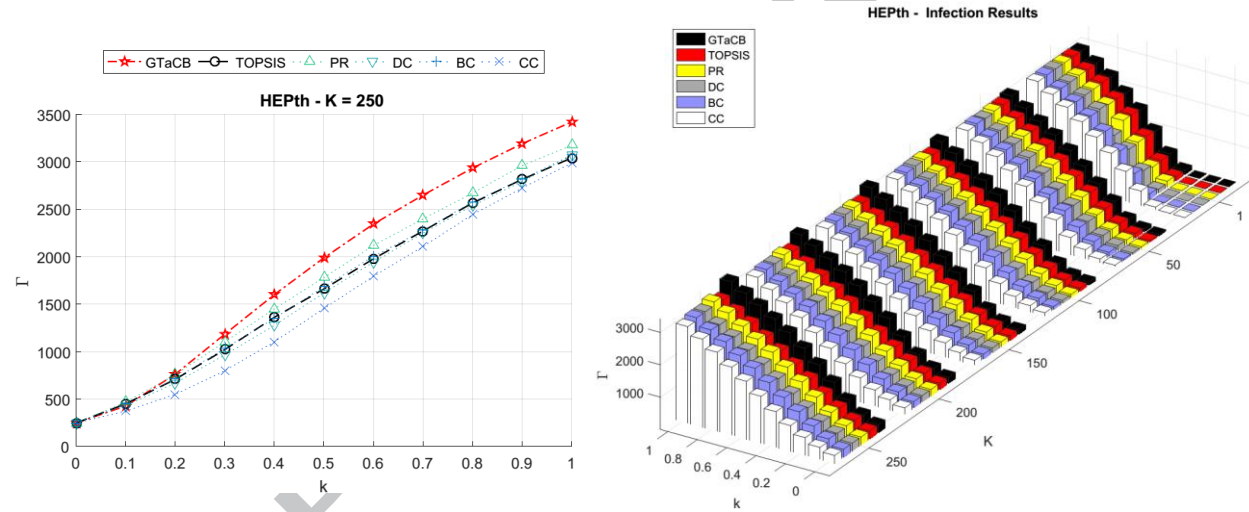 GTaCB TOPSIS PR DC BC CC
HEPth - K = 250
Γ
3500
3000
2500
2000
1500
1000
500
0
0 0.1 0.2 0.3 0.4 0.5 0.6 0.7 0.8 0.9 1
k
HEPth - Infection Results
GTaCB
TOPSIS
PR
DC
BC
CC
Γ
3000
2000
1000
1 0.8 0.6 0.4 0.2 0
k
1
50
100
150
200
250
K